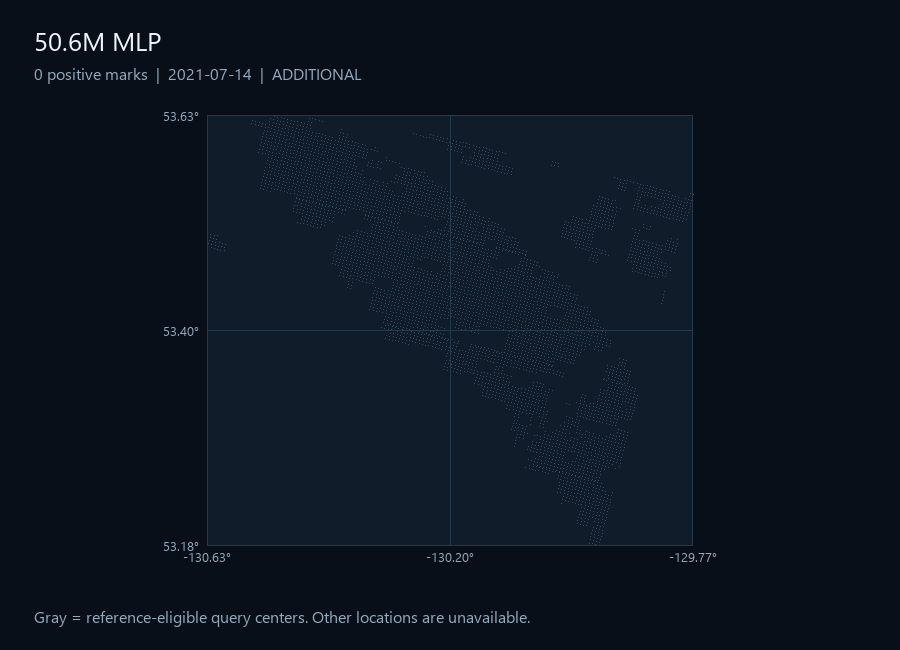 50.6M MLP
0 positive marks | 2021-07-14 | ADDITIONAL
53.63°
53.40°
53.18°
-130.63° -130.20° -129.77°
Gray = reference-eligible query centers. Other locations are unavailable.